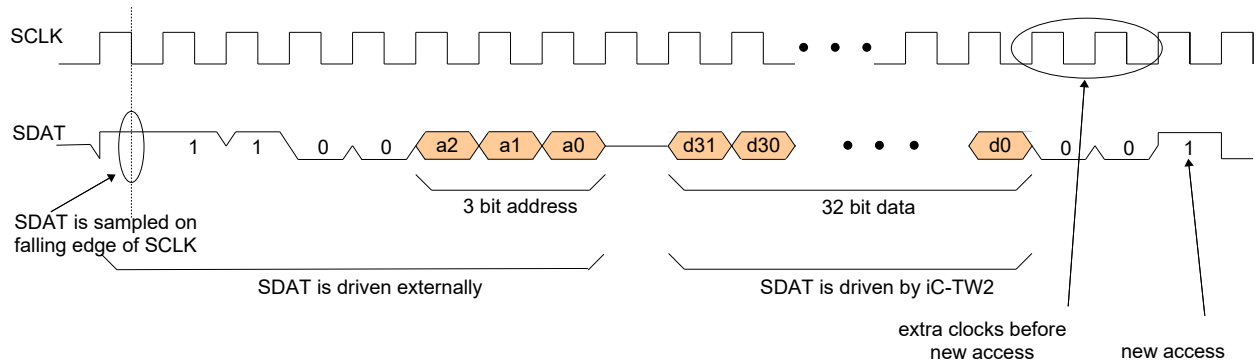 SCLK
SDAT
1 1 0 0 a2 a1 a0 d31 d30 d0 0 0 1
3 bit address
32 bit data
SDAT is sampled on
falling edge of SCLK
SDAT is driven externally
SDAT is driven by iC-TW2
extra clocks before
new access
new access